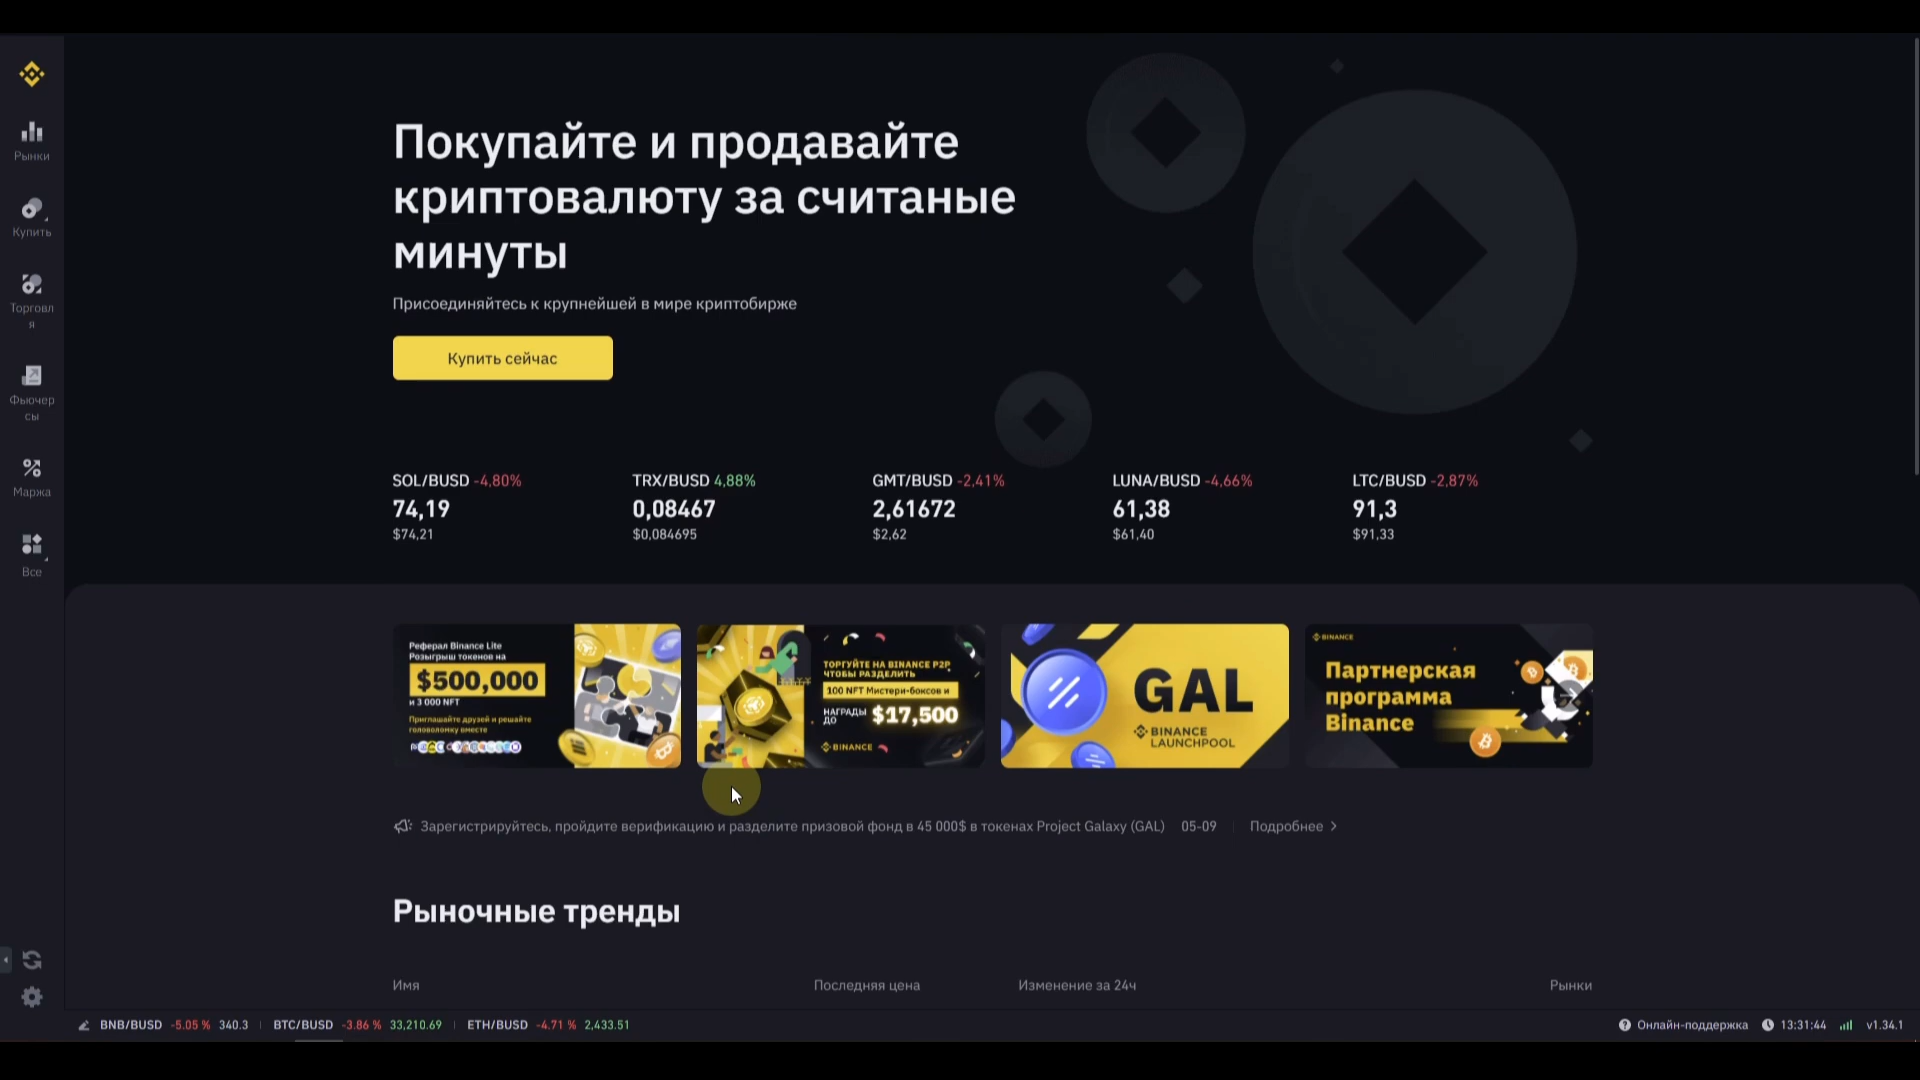 Рынки
Купить
Торговл
я
Фьючер
сы
Маржа
Все
Покупайте и продавайте
криптовалюту за считаные
минуты
Присоединяйтесь к крупнейшей в мире криптобирже
Купить сейчас
SOL/BUSD -4,80%
74,19
$74,21
TRX/BUSD 4,88%
0,08467
$0,084695
GMT/BUSD -2,41%
2,61672
$2,62
LUNA/BUSD -4,66%
61,38
$61,40
LTC/BUSD -2,87%
91,3
$91,33
Реферал Binance Lite
Розыгрыш токенов на
$500,000
и 3 000 NFT
Приглашайте друзей и решайте
головоломку вместе
ТОРГУЙТЕ НА BINANCE P2P
ЧТОБЫ РАЗДЕЛИТЬ
100 NFT Мистери-боксов и
НАГРАДЫ
ДО
$17,500
BINANCE
GAL
BINANCE
LAUNCHPOOL
BINANCE
Партнерская
программа
Binance
Зарегистрируйтесь, пройдите верификацию и разделите призовой фонд в 45 000$ в токенах Project Galaxy (GAL) 05-09 Подробнее
Рыночные тренды
Имя Последняя цена Изменение за 24ч Рынки
BNB/BUSD -5.05 % 340.3 BTC/BUSD -3.86 % 33,210.69 ETH/BUSD -4.71 % 2,433.51 Онлайн-поддержка 13:31:44 v1.34.1